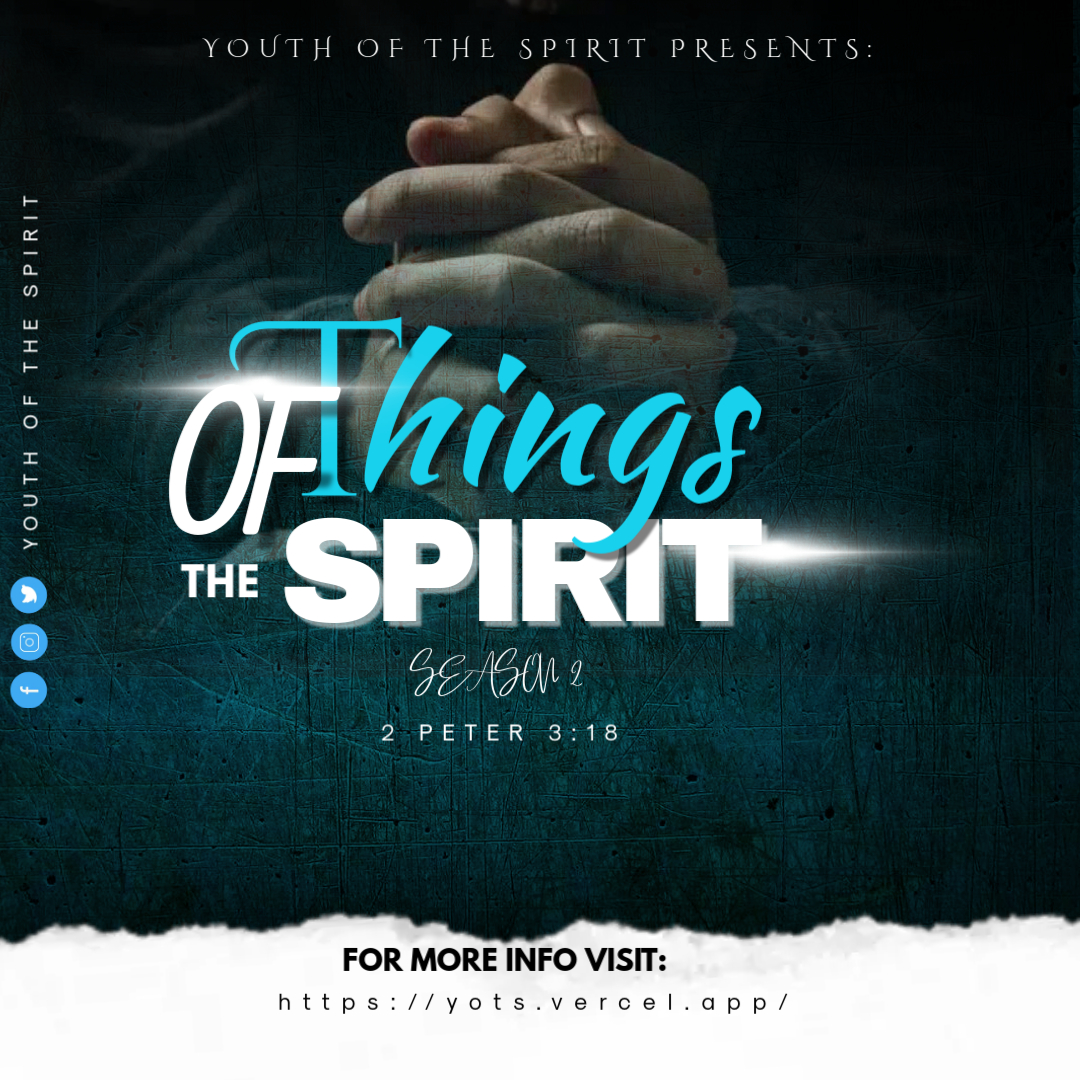 YOUTH OF THE SPIRIT PRESENTS:
YOUTH OF THE SPIRIT
Things
OF
THE SPIRIT
SEASON 2
2 PETER 3:18
FOR MORE INFO VISIT:
https://yots.vercel.app/